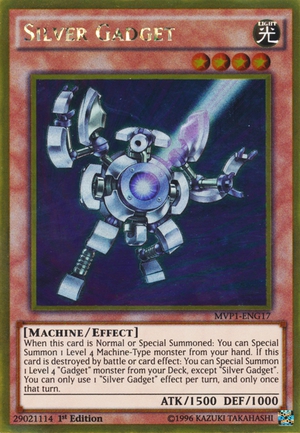 SILVER GADGET
LIGHT
光
MVP1-ENG17
[MACHINE/EFFECT]
When this card is Normal or Special Summoned: You can Special
Summon 1 Level 4 Machine-Type monster from your hand. If this
card is destroyed by battle or card effect: You can Special Summon
1 Level 4 "Gadget" monster from your Deck, except "Silver Gadget".
You can only use 1 "Silver Gadget" effect per turn, and only once
that turn.
ATK/1500 DEF/1000
29021114 1st Edition ©1996 KAZUKI TAKAHASHI